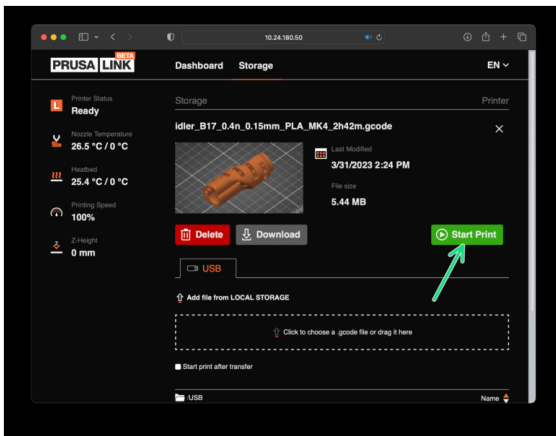 10.24.180.50
BETA
PRUSA LINK
Dashboard Storage EN
Printer Status
Ready
Nozzle Temperature
26.5 °C / 0 °C
Heatbed
25.4 °C / 0 °C
Printing Speed
100%
Z-Height
0 mm
Storage Printer
idler_B17_0.4n_0.15mm_PLA_MK4_2h42m.gcode
Last Modified
3/31/2023 2:24 PM
File size
5.44 MB
Delete Download Start Print
USB
Add file from LOCAL STORAGE
Click to choose a .gcode file or drag it here
Start print after transfer
/USB Name